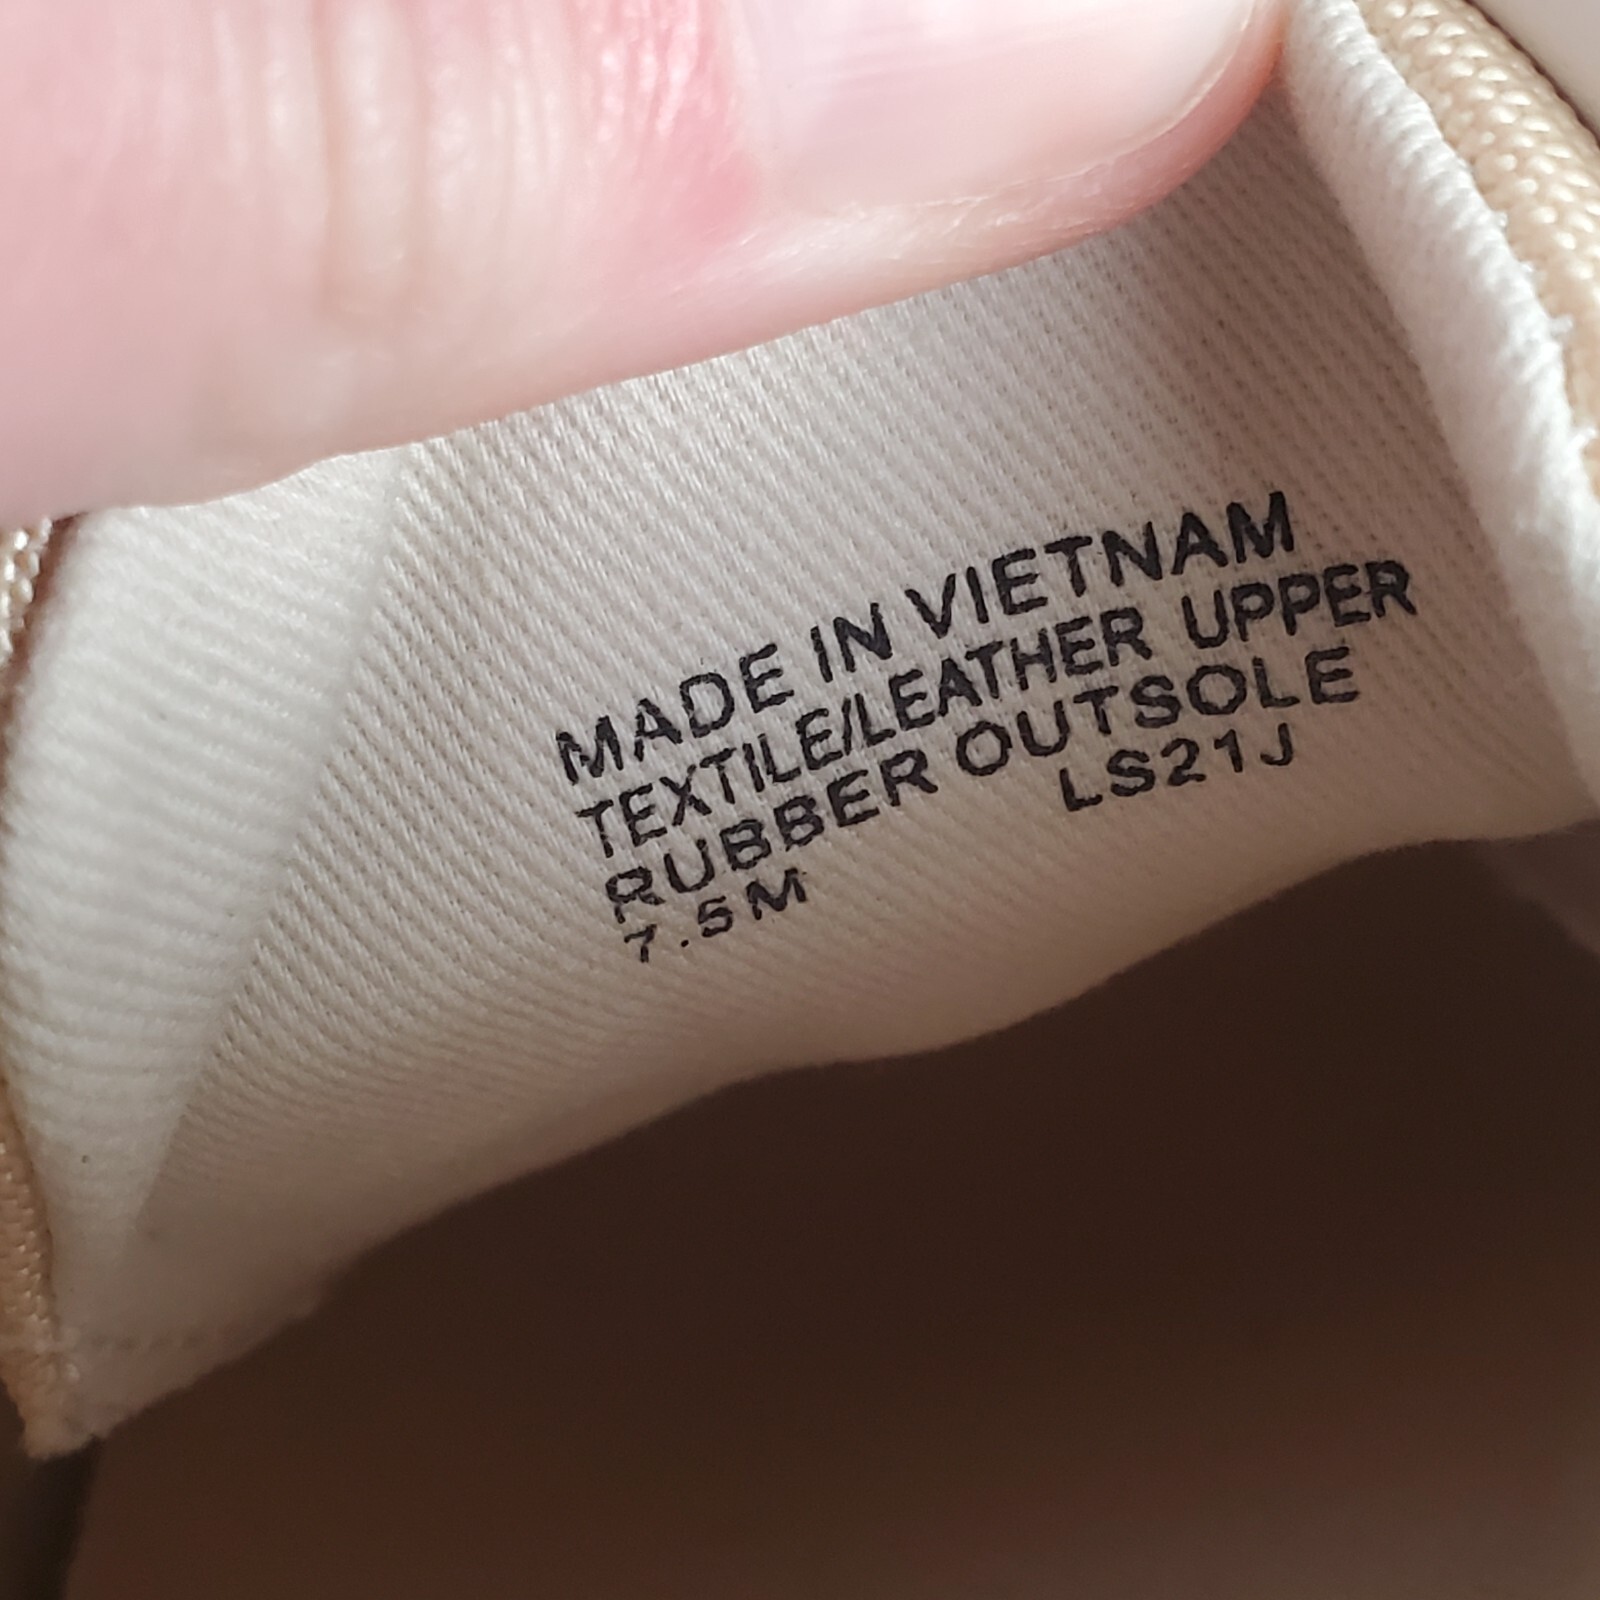 MADE IN VIETNAM
TEXTILE/LEATHER UPPER
RUBBER OUTSOLE
LS21J
7.5M